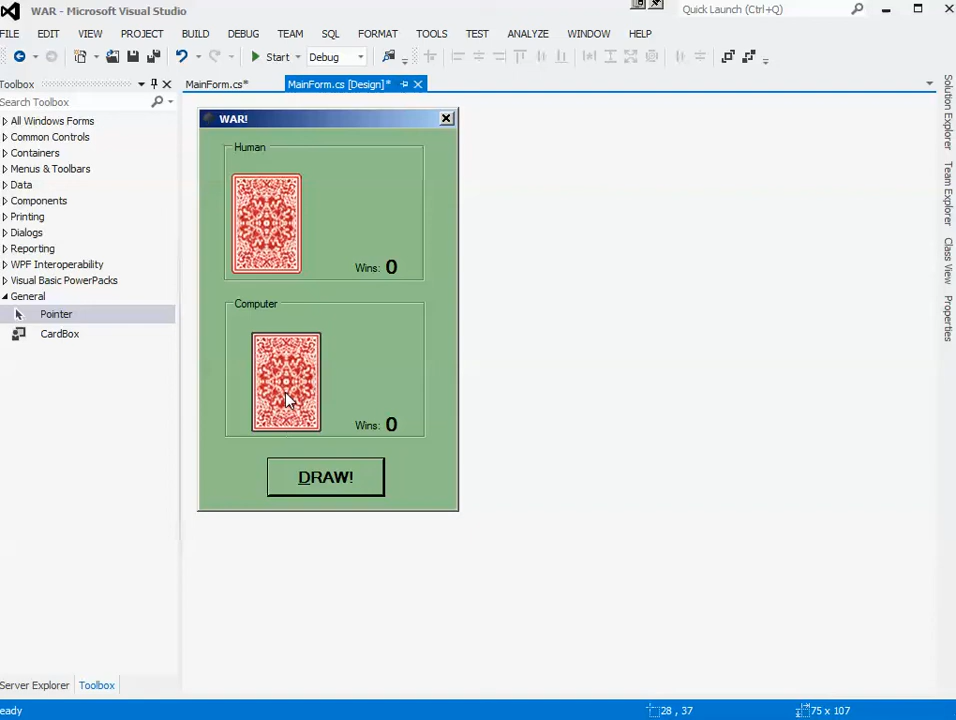 WAR - Microsoft Visual Studio
Quick Launch (Ctrl+Q)
FILE EDIT VIEW PROJECT BUILD DEBUG TEAM SQL FORMAT TOOLS TEST ANALYZE WINDOW HELP
Start Debug
Toolbox
MainForm.cs*
MainForm.cs [Design]*
Search Toolbox
All Windows Forms
Common Controls
Containers
Menus & Toolbars
Data
Components
Printing
Dialogs
Reporting
WPF Interoperability
Visual Basic PowerPacks
General
Pointer
CardBox
WAR!
Human
Wins: 0
Computer
Wins: 0
DRAW!
Solution Explorer
Team Explorer
Class View
Properties
Server Explorer Toolbox
eady
28 , 37
75 x 107